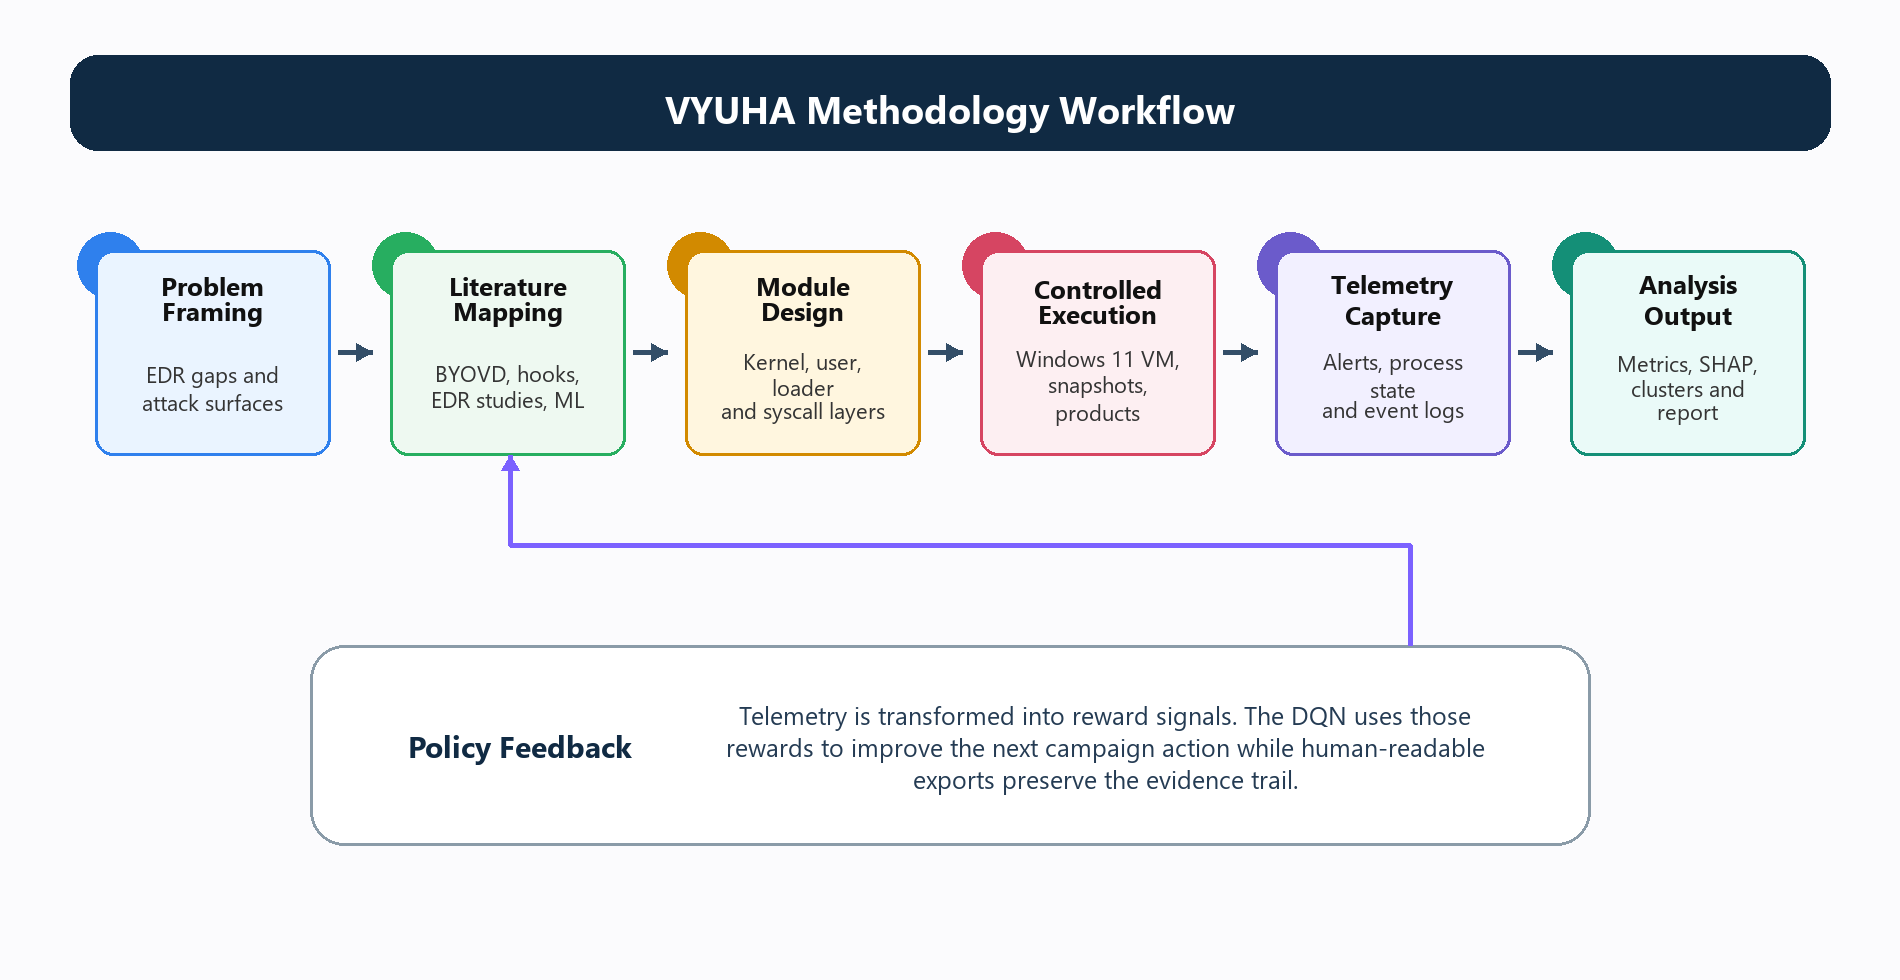 VYUHA Methodology Workflow
Problem
Framing
EDR gaps and
attack surfaces
Literature
Mapping
BYOVD, hooks,
EDR studies, ML
Module
Design
Kernel, user,
loader
and syscall layers
Controlled
Execution
Windows 11 VM,
snapshots,
products
Telemetry
Capture
Alerts, process
state
and event logs
Analysis
Output
Metrics, SHAP,
clusters and
report
Policy Feedback
Telemetry is transformed into reward signals. The DQN uses those
rewards to improve the next campaign action while human-readable
exports preserve the evidence trail.